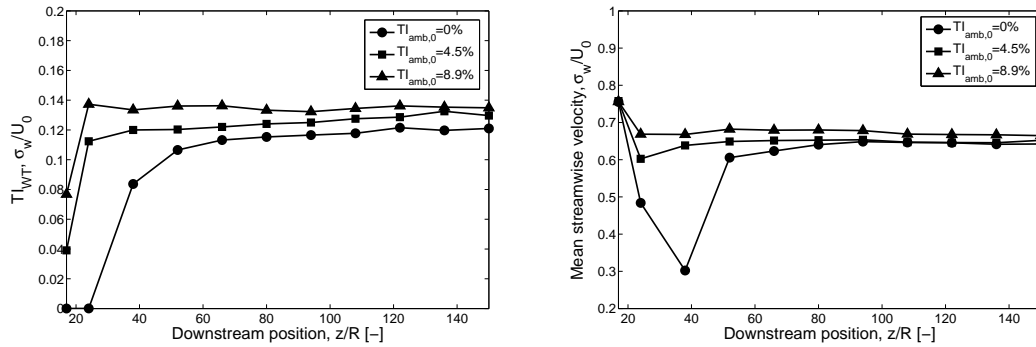 0.2
0.18
0.16
0.14
0.12
0.1
0.08
0.06
0.04
0.02
0
20 40 60 80 100 120 140
Downstream position, z/R [−]
TI_WT, σ_w/U_0
TI_amb,0=0%
TI_amb,0=4.5%
TI_amb,0=8.9%
1
0.9
0.8
0.7
0.6
0.5
0.4
0.3
0.2
20 40 60 80 100 120 140
Downstream position, z/R [−]
Mean streamwise velocity, σ_w/U_0
TI_amb,0=0%
TI_amb,0=4.5%
TI_amb,0=8.9%